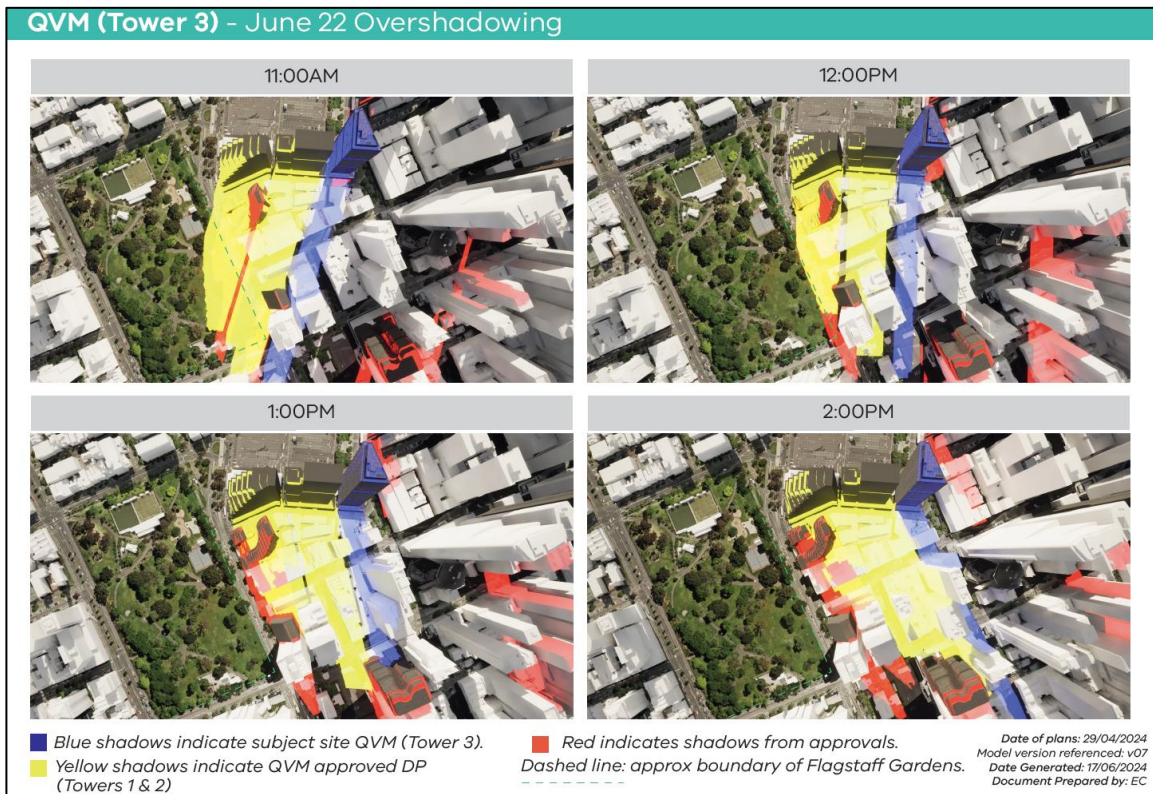 QVM (Tower 3) - June 22 Overshadowing
11:00AM
12:00PM
1:00PM
2:00PM
Blue shadows indicate subject site QVM (Tower 3).
Yellow shadows indicate QVM approved DP
(Towers 1 & 2)
Red indicates shadows from approvals.
Dashed line: approx boundary of Flagstaff Gardens.
Date of plans: 29/04/2024
Model version referenced: v07
Date Generated: 17/06/2024
Document Prepared by: EC